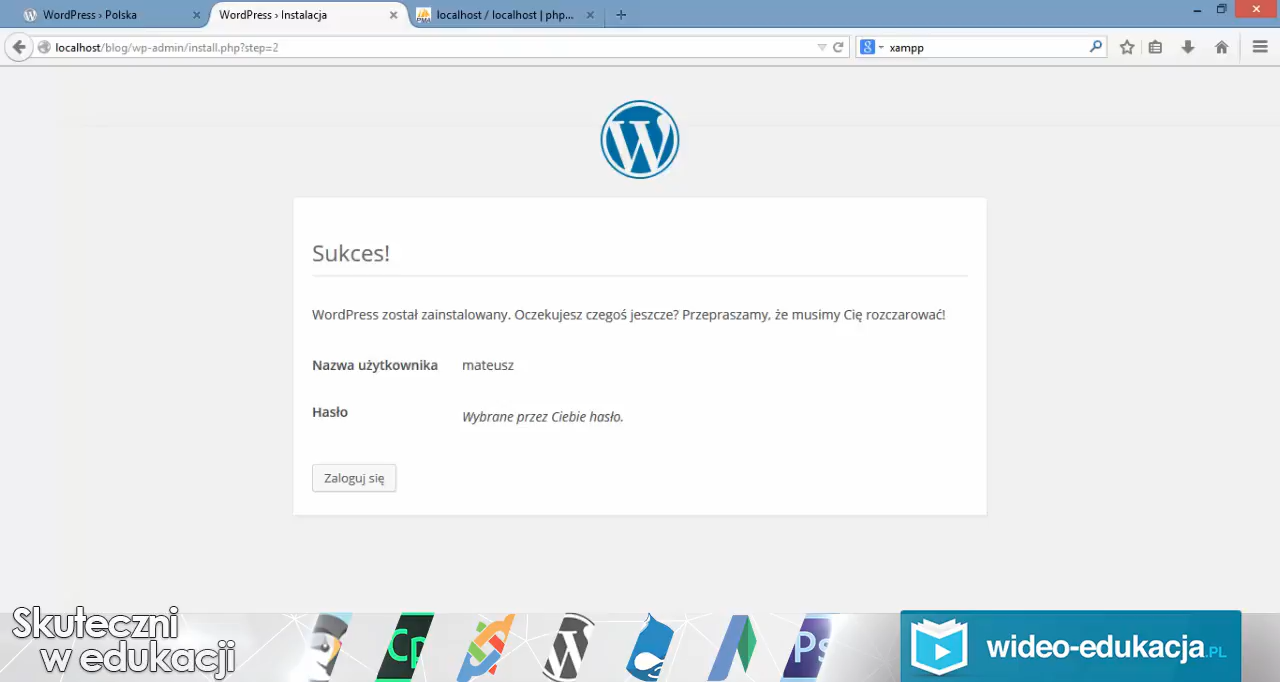 WordPress › Polska
WordPress › Instalacja
localhost / localhost | php...
localhost/blog/wp-admin/install.php?step=2
xampp
Sukces!
WordPress został zainstalowany. Oczekujesz czegoś jeszcze? Przepraszamy, że musimy Cię rozczarować!
Nazwa użytkownika mateusz
Hasło Wybrane przez Ciebie hasło.
Zaloguj się
Skuteczni
w edukacji
Cp
Ps
wideo-edukacja.PL